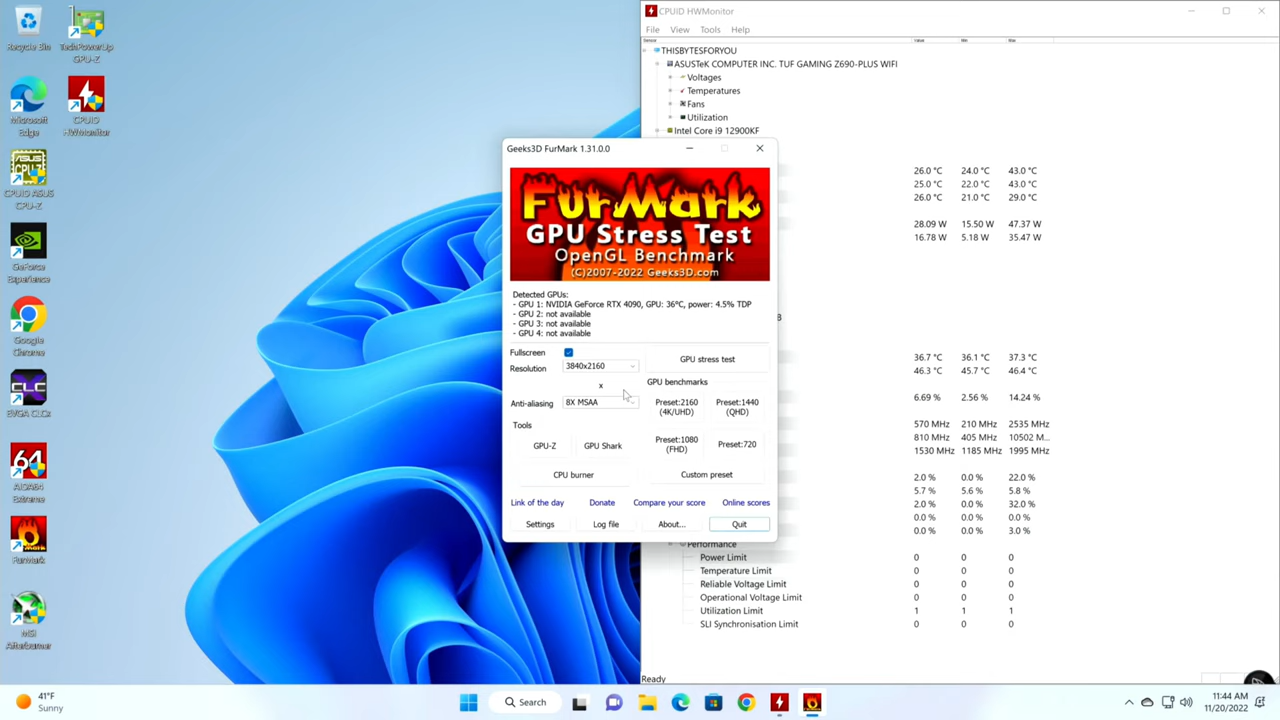 Recycle Bin
TechPowerUp
GPU-Z
Microsoft
Edge
CPUID
HWMonitor
CPUID ASUS
CPU-Z
GeForce
Experience
Google
Chrome
CLC
EVGA CLCx
64
AIDA64
Extreme
FurMark
MSI
Afterburner
CPUID HWMonitor
File View Tools Help
Sensor Value Min Max
THISBYTESFORYOU
ASUSTeK COMPUTER INC. TUF GAMING Z690-PLUS WIFI
Voltages
Temperatures
Fans
Utilization
Intel Core i9 12900KF
26.0 °C 24.0 °C 43.0 °C
25.0 °C 22.0 °C 43.0 °C
26.0 °C 21.0 °C 29.0 °C
28.09 W 15.50 W 47.37 W
16.78 W 5.18 W 35.47 W
36.7 °C 36.1 °C 37.3 °C
46.3 °C 45.7 °C 46.4 °C
6.69 % 2.56 % 14.24 %
570 MHz 210 MHz 2535 MHz
810 MHz 405 MHz 10502 M...
1530 MHz 1185 MHz 1995 MHz
2.0 % 0.0 % 22.0 %
5.7 % 5.6 % 5.8 %
2.0 % 0.0 % 32.0 %
0.0 % 0.0 % 0.0 %
0.0 % 0.0 % 3.0 %
Performance
Power Limit 0 0 0
Temperature Limit 0 0 0
Reliable Voltage Limit 0 0 0
Operational Voltage Limit 0 0 0
Utilization Limit 1 1 1
SLI Synchronisation Limit 0 0 0
Ready
Geeks3D FurMark 1.31.0.0
FurMark
GPU Stress Test
OpenGL Benchmark
(C)2007-2022 Geeks3D.com
Detected GPUs:
- GPU 1: NVIDIA GeForce RTX 4090, GPU: 36°C, power: 4.5% TDP
- GPU 2: not available
- GPU 3: not available
- GPU 4: not available
Fullscreen
Resolution 3840x2160
x
Anti-aliasing 8X MSAA
GPU stress test
GPU benchmarks
Preset:2160
(4K/UHD)
Preset:1440
(QHD)
Preset:1080
(FHD)
Preset:720
Custom preset
Tools
GPU-Z GPU Shark
CPU burner
Link of the day Donate Compare your score Online scores
Settings Log file About... Quit
41°F
Sunny
Search
11:44 AM
11/20/2022